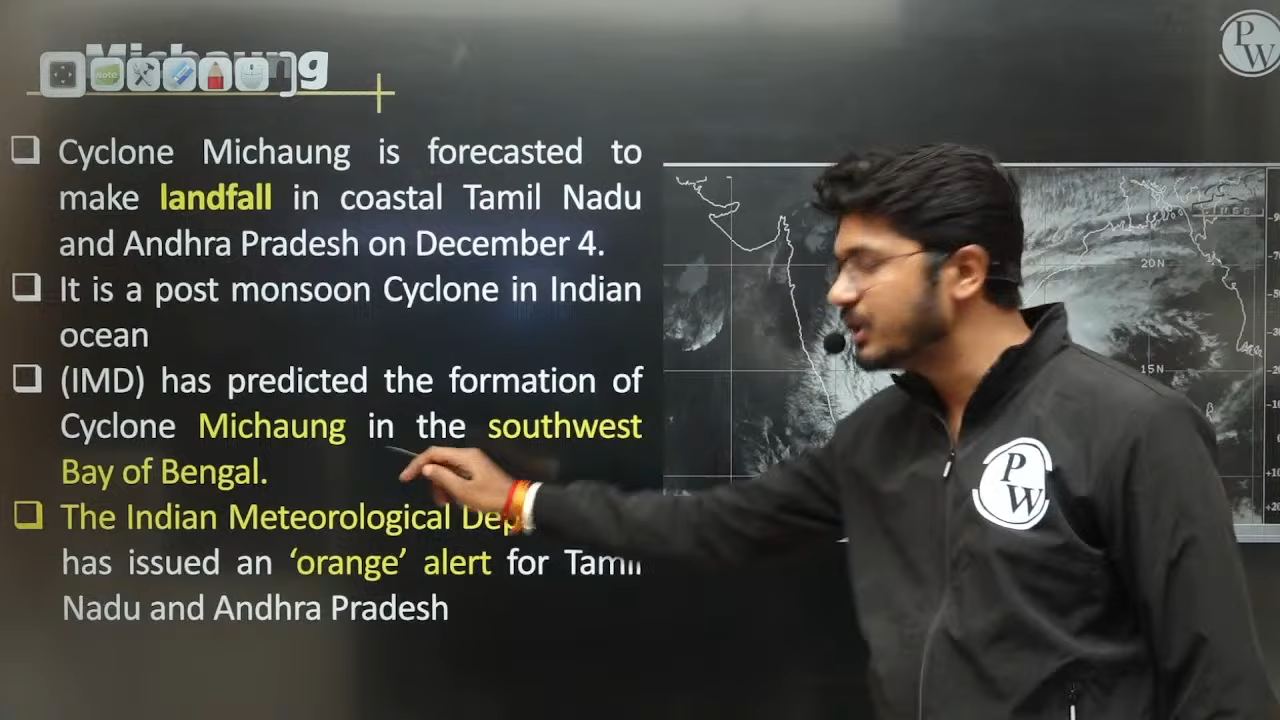 Michaung
P
W
❑ Cyclone Michaung is forecasted to
make landfall in coastal Tamil Nadu
and Andhra Pradesh on December 4.
❑ It is a post monsoon Cyclone in Indian
ocean
❑ (IMD) has predicted the formation of
Cyclone Michaung in the southwest
Bay of Bengal.
❑ The Indian Meteorological
has issued an ‘orange’ alert for Tamil
Nadu and Andhra Pradesh
20N
15N
P
W